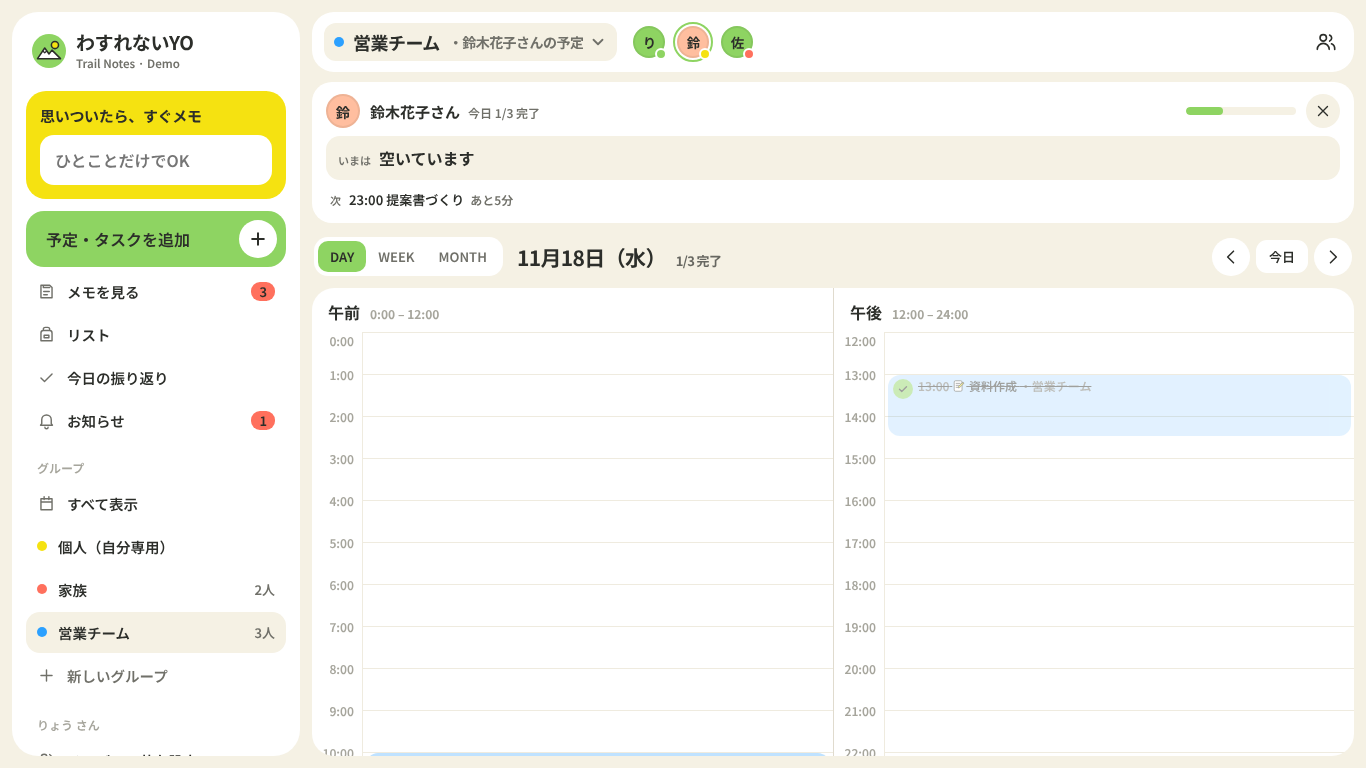 わすれないYO
Trail Notes · Demo
思いついたら、すぐメモ
ひとことだけでOK
予定・タスクを追加
メモを見る 3
リスト
今日の振り返り
お知らせ 1
グループ
すべて表示
個人（自分専用）
家族 2人
営業チーム 3人
新しいグループ
りょう さん
営業チーム ・鈴木花子さんの予定
り 鈴 佐
鈴 鈴木花子さん 今日 1/3 完了
いまは 空いています
次 23:00 提案書づくり あと5分
DAY WEEK MONTH 11月18日（水） 1/3 完了 今日
午前 0:00 – 12:00
0:00
1:00
2:00
3:00
4:00
5:00
6:00
7:00
8:00
9:00
10:00
午後 12:00 – 24:00
12:00
13:00
13:00 資料作成 ・営業チーム
14:00
15:00
16:00
17:00
18:00
19:00
20:00
21:00
22:00